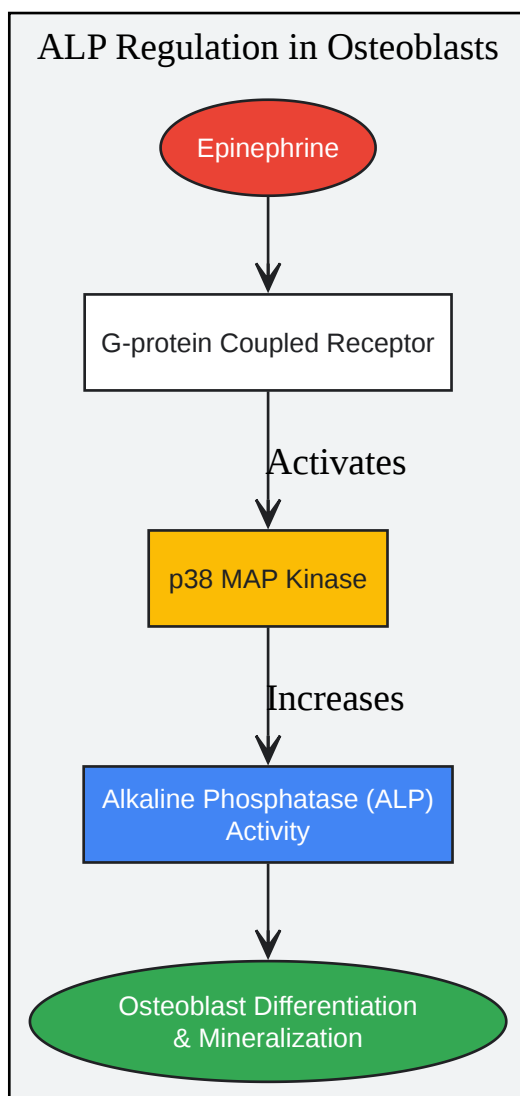 ALP Regulation in Osteoblasts
Epinephrine
G-protein Coupled Receptor
Activates
p38 MAP Kinase
Increases
Alkaline Phosphatase (ALP)
Activity
Osteoblast Differentiation
& Mineralization